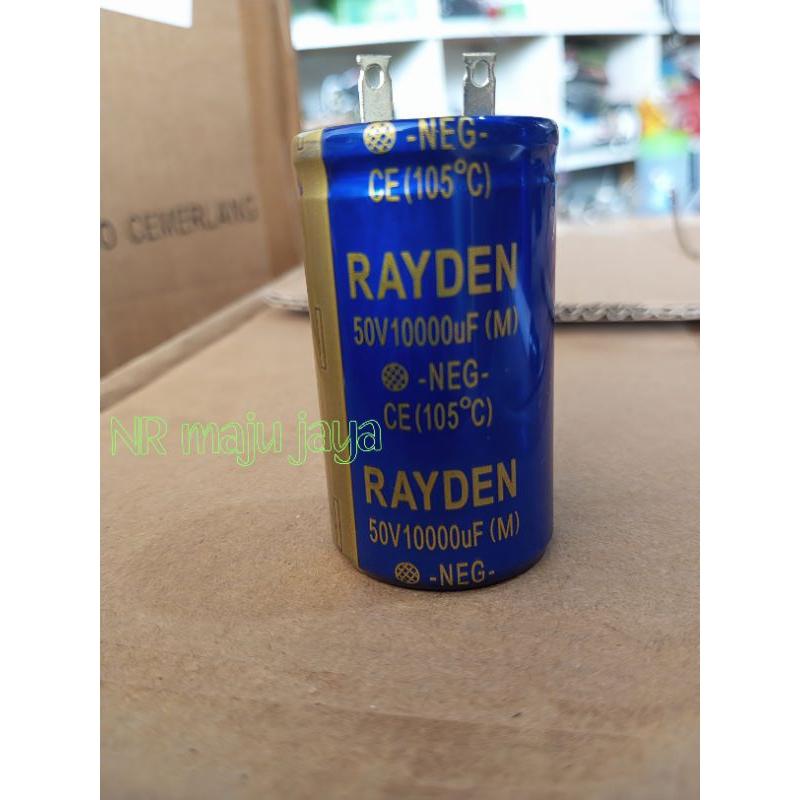 -NEG-
CE (105°C)
RAYDEN
50V10000uF (M)
-NEG-
CE (105°C)
RAYDEN
50V10000uF (M)
-NEG-
CEMERLANG
NR maju jaya